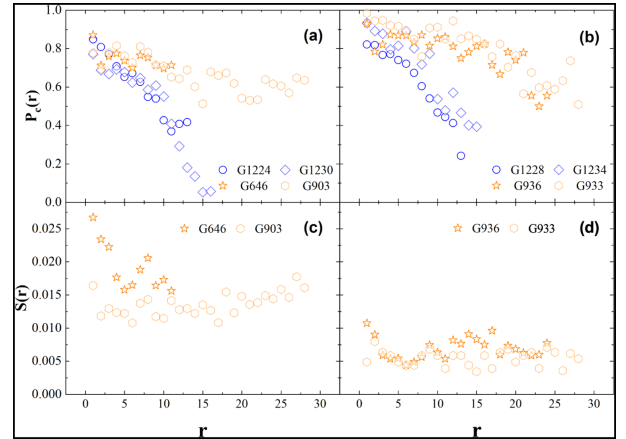 1.0
0.8
0.6
0.4
0.2
0.0
P_c(r)
(a)
G1224 G1230
G646 G903
(b)
G1228 G1234
G936 G933
0.025
0.020
0.015
0.010
0.005
0.000
S(r)
G646 G903 (c)
G936 G933 (d)
0 5 10 15 20 25 30
0 5 10 15 20 25 30
r r